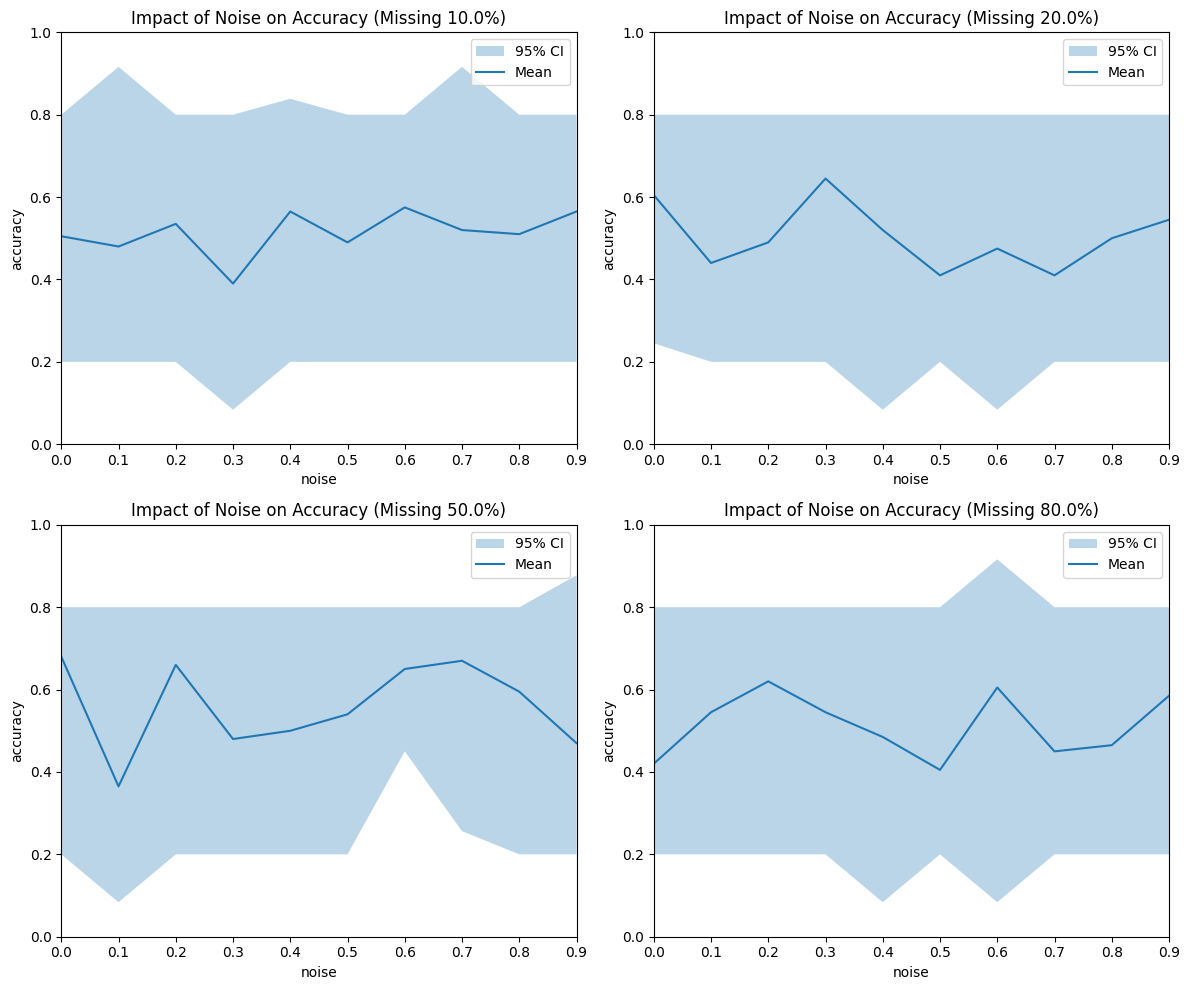 Impact of Noise on Accuracy (Missing 10.0%)
1.0
0.8
0.6
0.4
0.2
0.0
accuracy
95% CI
Mean
0.0 0.1 0.2 0.3 0.4 0.5 0.6 0.7 0.8 0.9
noise
Impact of Noise on Accuracy (Missing 20.0%)
1.0
0.8
0.6
0.4
0.2
0.0
accuracy
95% CI
Mean
0.0 0.1 0.2 0.3 0.4 0.5 0.6 0.7 0.8 0.9
noise
Impact of Noise on Accuracy (Missing 50.0%)
1.0
0.8
0.6
0.4
0.2
0.0
accuracy
95% CI
Mean
0.0 0.1 0.2 0.3 0.4 0.5 0.6 0.7 0.8 0.9
noise
Impact of Noise on Accuracy (Missing 80.0%)
1.0
0.8
0.6
0.4
0.2
0.0
accuracy
95% CI
Mean
0.0 0.1 0.2 0.3 0.4 0.5 0.6 0.7 0.8 0.9
noise